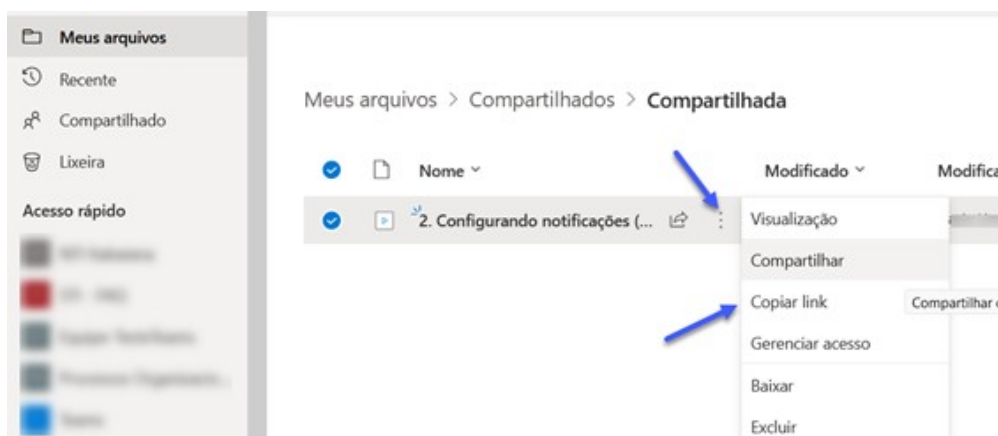 Meus arquivos
Recente
Compartilhado
Lixeira
Acesso rápido
Meus arquivos > Compartilhados > Compartilhada
Nome Modificado
2. Configurando notificações (...
Visualização
Compartilhar
Copiar link
Compartilhar
Gerenciar acesso
Baixar
Excluir